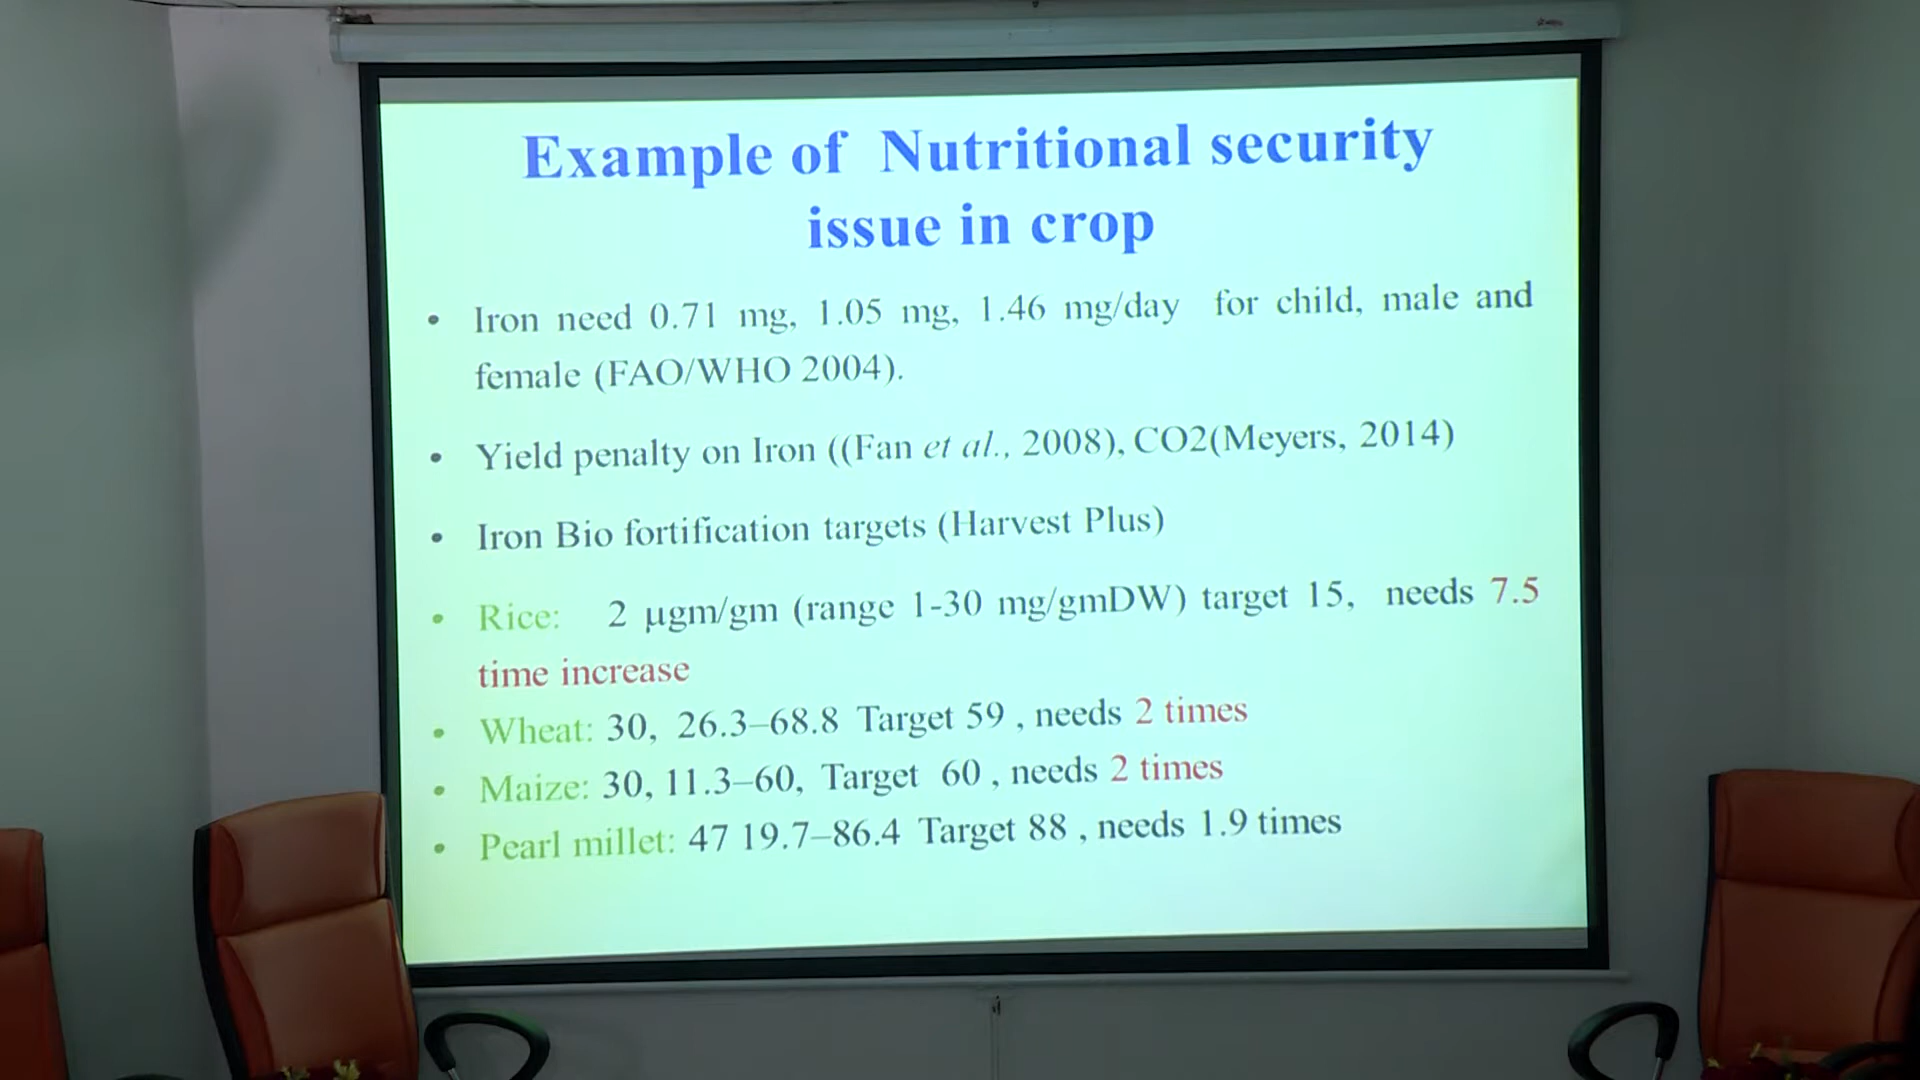 Example of Nutritional security
issue in crop
• Iron need 0.71 mg, 1.05 mg, 1.46 mg/day for child, male and
female (FAO/WHO 2004).
• Yield penalty on Iron ((Fan et al., 2008), CO2(Meyers, 2014)
• Iron Bio fortification targets (Harvest Plus)
• Rice: 2 µgm/gm (range 1-30 mg/gmDW) target 15, needs 7.5
time increase
• Wheat: 30, 26.3–68.8 Target 59 , needs 2 times
• Maize: 30, 11.3–60, Target 60 , needs 2 times
• Pearl millet: 47 19.7–86.4 Target 88 , needs 1.9 times